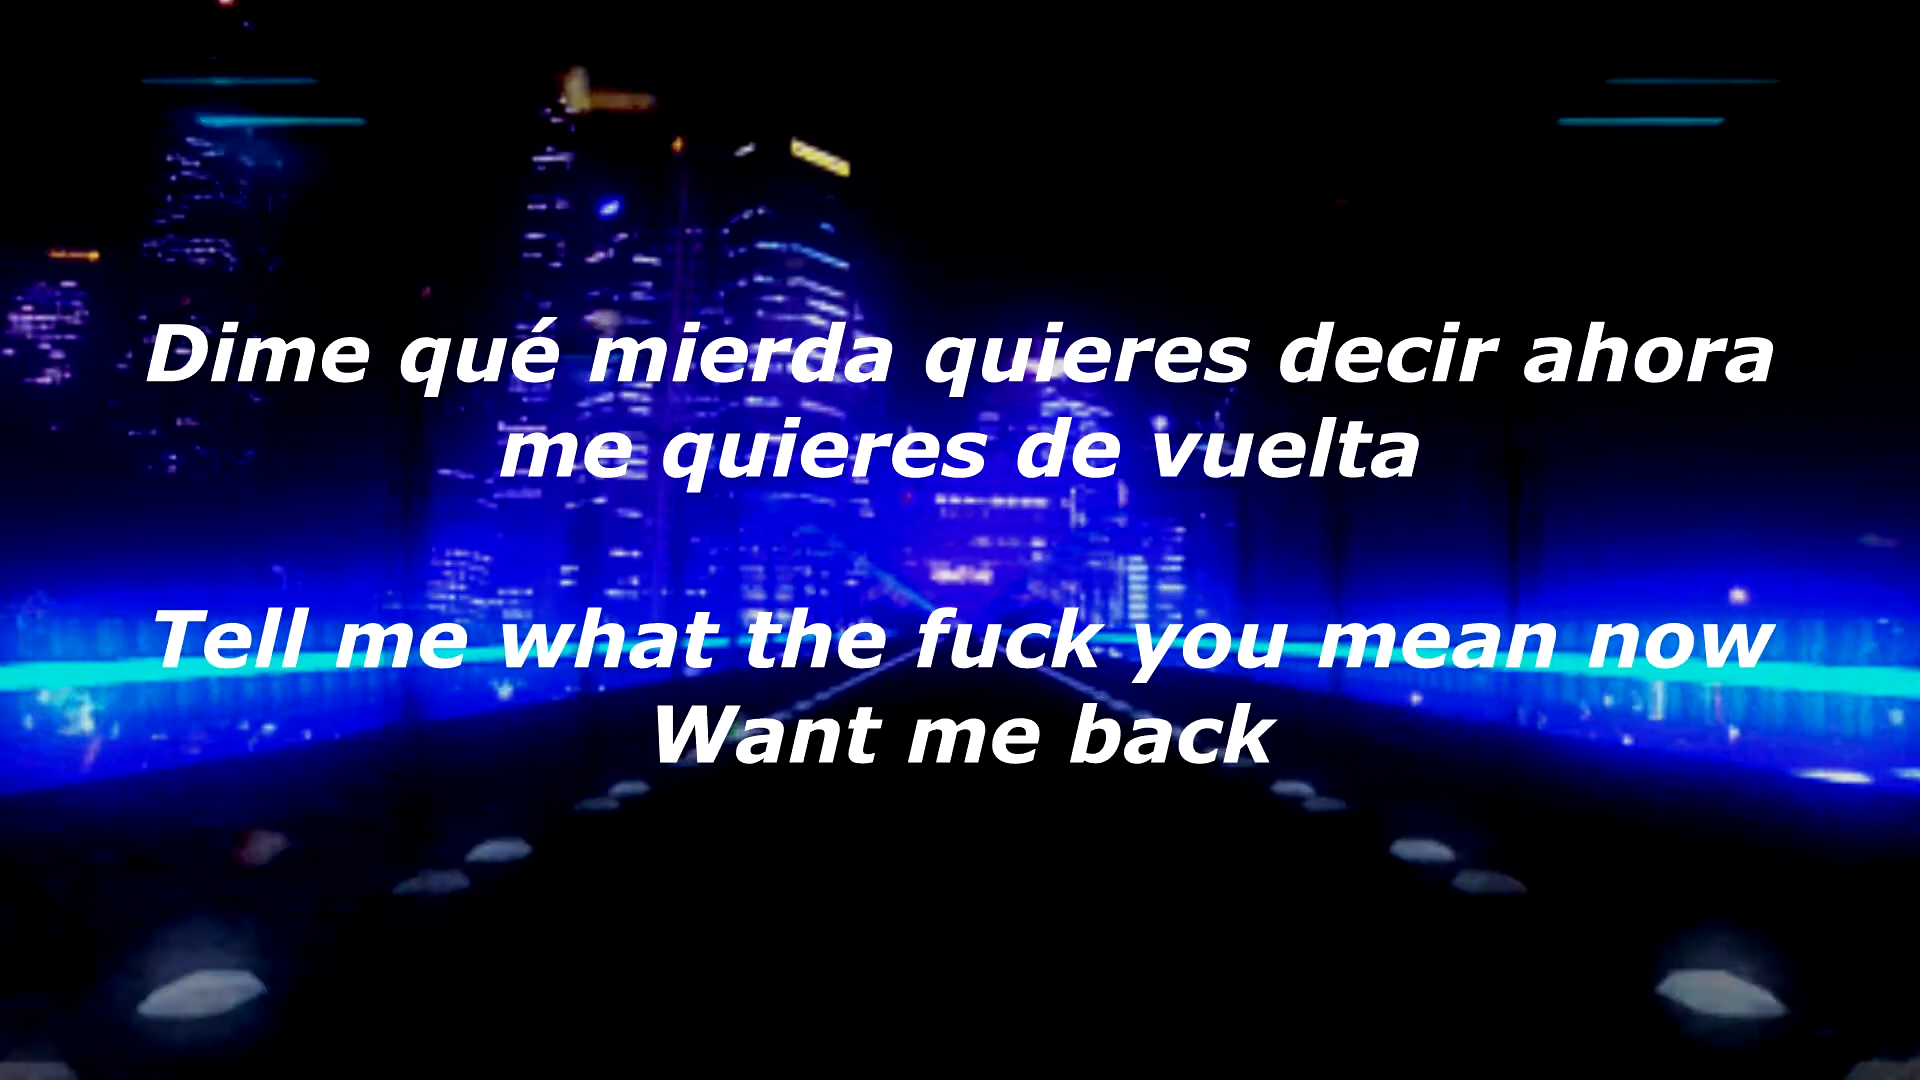 Dime qué mierda quieres decir ahora
me quieres de vuelta
Tell me what the fuck you mean now
Want me back